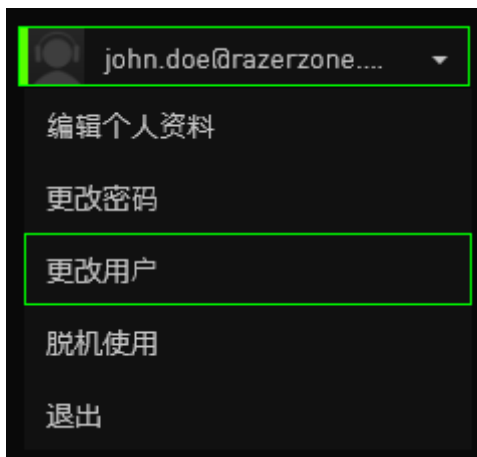 john.doe@razerzone....
编辑个人资料
更改密码
更改用户
脱机使用
退出